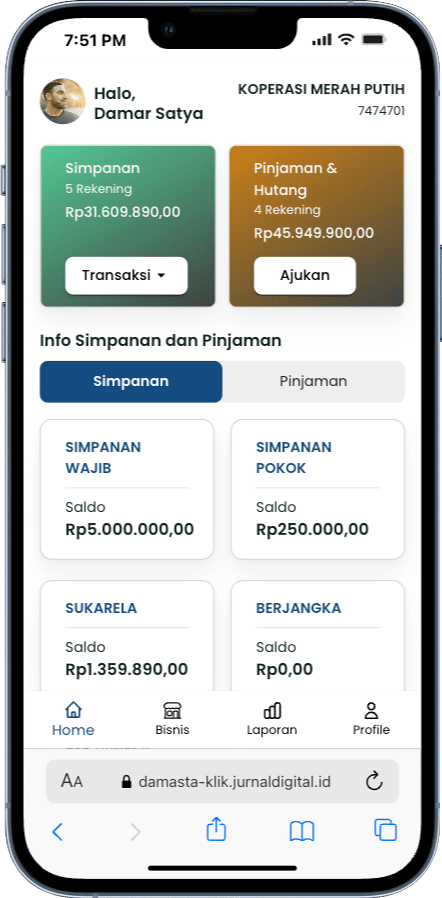 7:51 PM
Halo,
Damar Satya
KOPERASI MERAH PUTIH
7474701
Simpanan
5 Rekening
Rp31.609.890,00
Transaksi
Pinjaman &
Hutang
4 Rekening
Rp45.949.900,00
Ajukan
Info Simpanan dan Pinjaman
Simpanan
Pinjaman
SIMPANAN
WAJIB
Saldo
Rp5.000.000,00
SIMPANAN
POKOK
Saldo
Rp250.000,00
SUKARELA
Saldo
Rp1.359.890,00
BERJANGKA
Saldo
Rp0,00
Home
Bisnis
Laporan
Profile
AA
damasta-klik.jurnaldigital.id